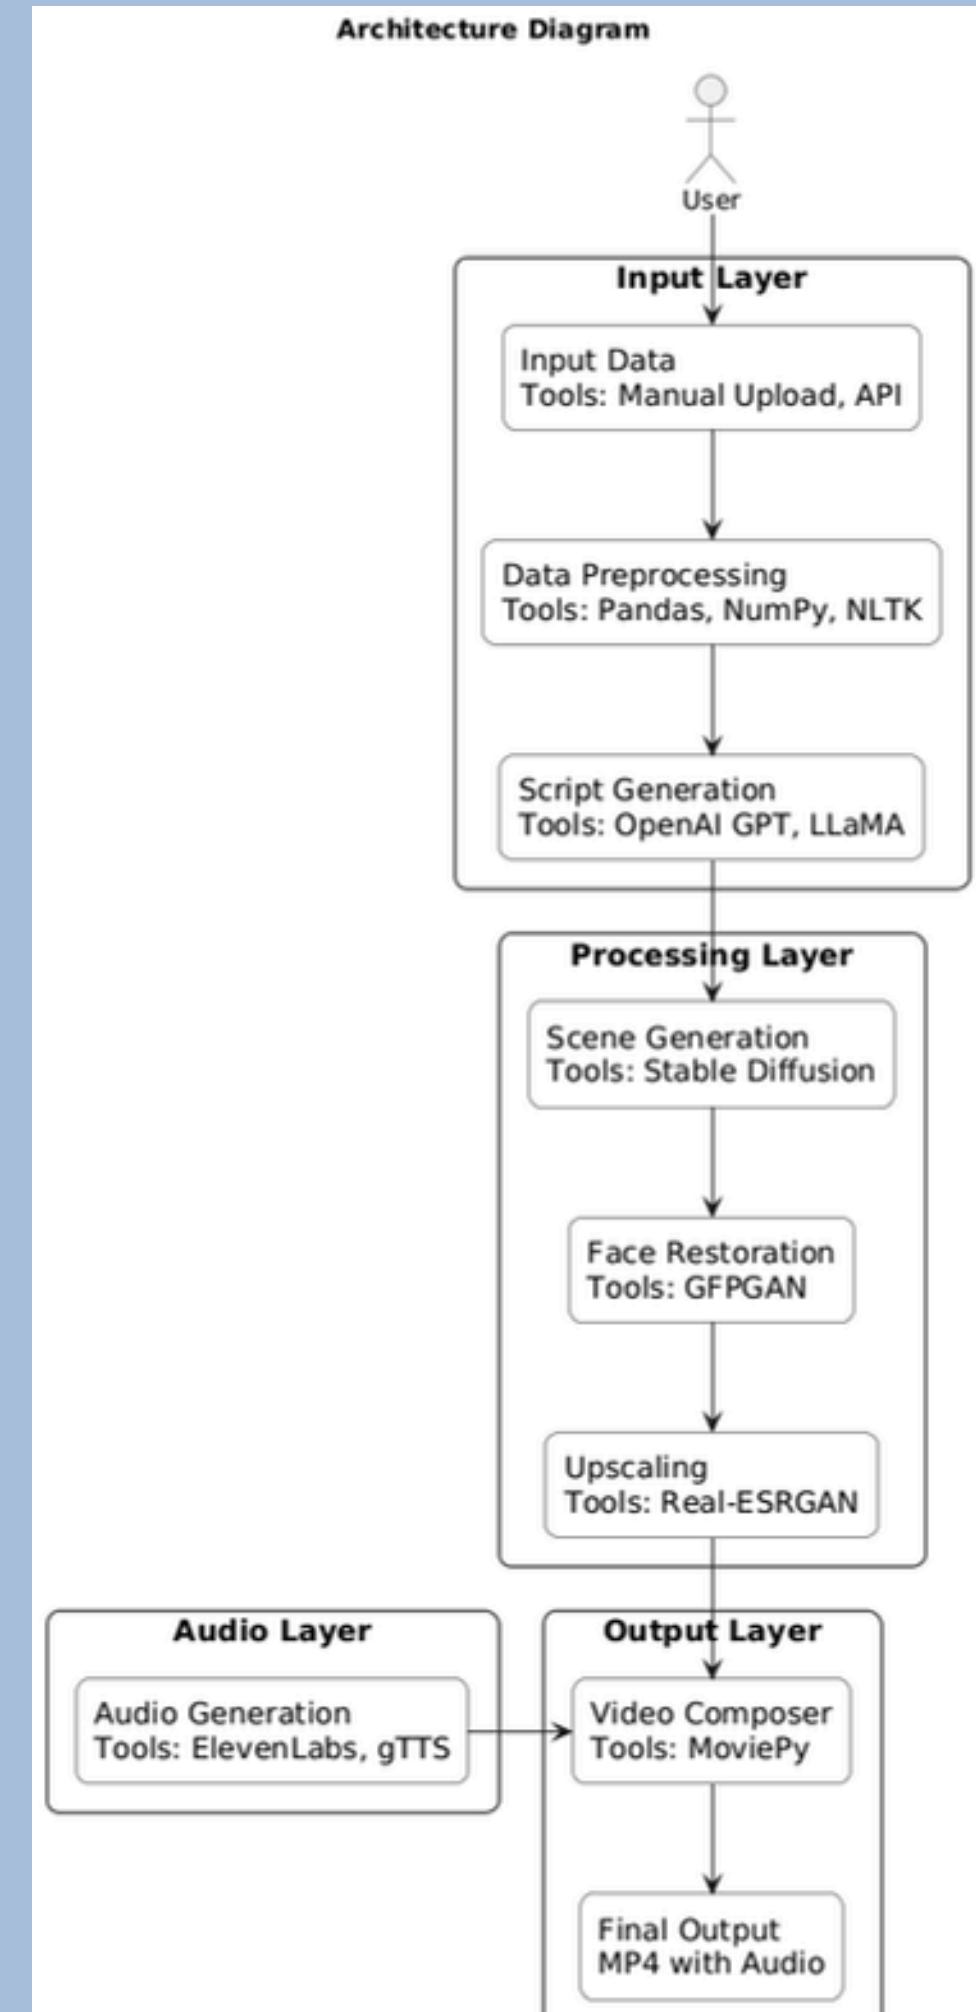 Architecture Diagram
User
Input Layer
Input Data
Tools: Manual Upload, API
Data Preprocessing
Tools: Pandas, NumPy, NLTK
Script Generation
Tools: OpenAI GPT, LLaMA
Processing Layer
Scene Generation
Tools: Stable Diffusion
Face Restoration
Tools: GFPGAN
Upscaling
Tools: Real-ESRGAN
Audio Layer
Audio Generation
Tools: ElevenLabs, gTTS
Output Layer
Video Composer
Tools: MoviePy
Final Output
MP4 with Audio